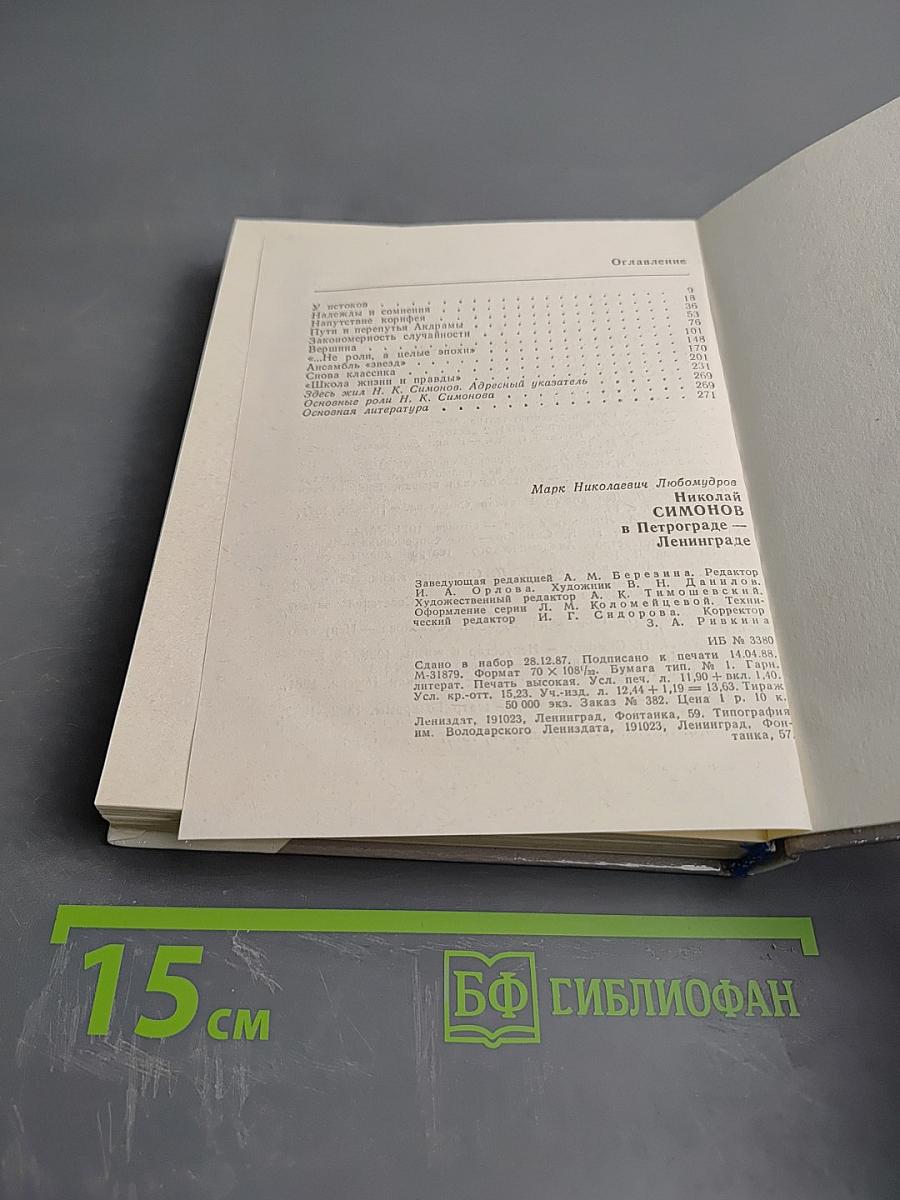 Оглавление
У истоков . . . . . . . . . . . . . . . 9
Надежды и сомнения . . . . . . . . . . . . 18
Напутствие корифея . . . . . . . . . . . . 36
Пути и перепутья Акдрамы . . . . . . . . . . 53
Закономерность случайности . . . . . . . . . 76
Вершина . . . . . . . . . . . . . . . 101
«...Не роли, а целые эпохи» . . . . . . . . . 148
Ансамбль «звезд» . . . . . . . . . . . . 170
Снова классика . . . . . . . . . . . . . 201
«Школа жизни и правды» . . . . . . . . . . 231
Здесь жил Н. К. Симонов. Адресный указатель . . . . 269
Основные роли Н. К. Симонова . . . . . . . . 269
Основная литература . . . . . . . . . . . 271
Марк Николаевич Любомудров
Николай
СИМОНОВ
в Петрограде —
Ленинграде
Заведующая редакцией А. М. Березина. Редактор
И. А. Орлова. Художник В. Н. Данилов.
Художественный редактор А. К. Тимошевский.
Оформление серии Л. М. Коломейцевой. Техни-
ческий редактор И. Г. Сидорова. Корректор
З. А. Ривкина
ИБ № 3380
Сдано в набор 28.12.87. Подписано к печати 14.04.88.
М-31879. Формат 70 × 108¹/₃₂. Бумага тип. № 1. Гарн.
литерат. Печать высокая. Усл. печ. л. 11,90 + вкл. 1,40.
Усл. кр.-отт. 15,23. Уч.-изд. л. 12,44 + 1,19 = 13,63. Тираж
50 000 экз. Заказ № 382. Цена 1 р. 10 к.
Лениздат, 191023, Ленинград, Фонтанка, 59. Типография
им. Володарского Лениздата, 191023, Ленинград, Фон-
танка, 57.
15 см
БФ БИБЛИОФАН